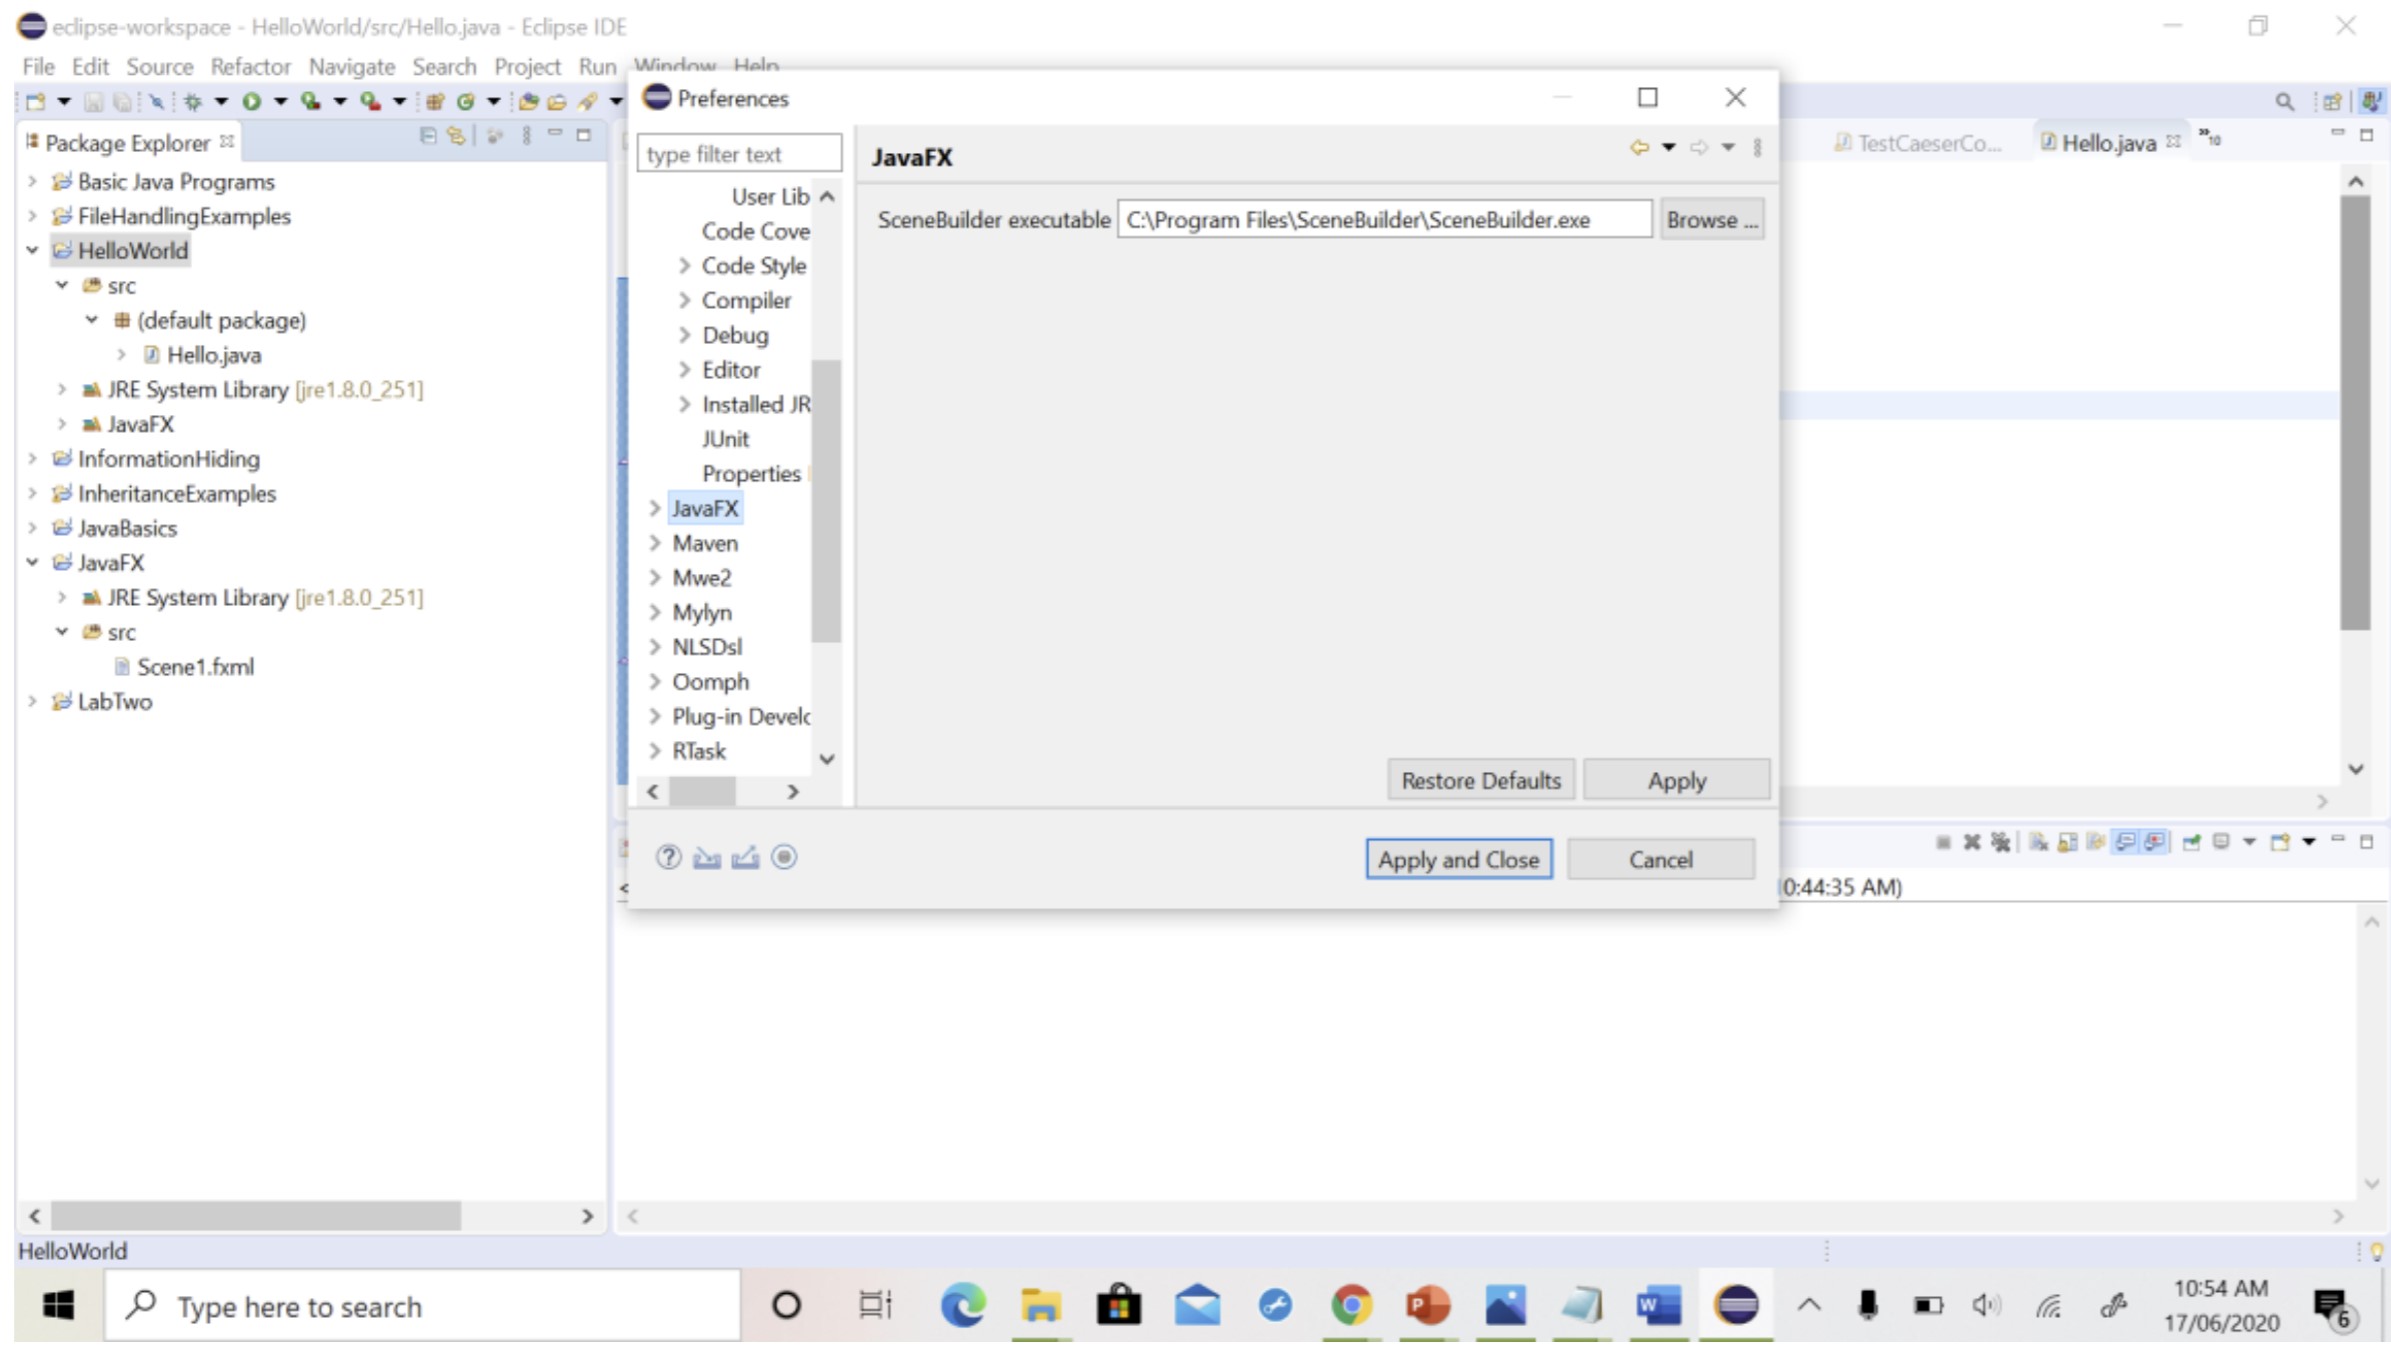 eclipse-workspace - HelloWorld/src/Hello.java - Eclipse IDE
File Edit Source Refactor Navigate Search Project Run Window Help
Package Explorer
Basic Java Programs
FileHandlingExamples
HelloWorld
src
(default package)
Hello.java
JRE System Library [jre1.8.0_251]
JavaFX
InformationHiding
InheritanceExamples
JavaBasics
JavaFX
JRE System Library [jre1.8.0_251]
src
Scene1.fxml
LabTwo
Preferences
type filter text
User Lib
Code Cove
Code Style
Compiler
Debug
Editor
Installed JR
JUnit
Properties
JavaFX
Maven
Mwe2
Mylyn
NLSDsl
Oomph
Plug-in Develo
RTask
JavaFX
SceneBuilder executable C:\Program Files\SceneBuilder\SceneBuilder.exe Browse ...
Restore Defaults Apply
Apply and Close Cancel
TestCaeserCo... Hello.java »10
0:44:35 AM)
HelloWorld
Type here to search
10:54 AM
17/06/2020
6